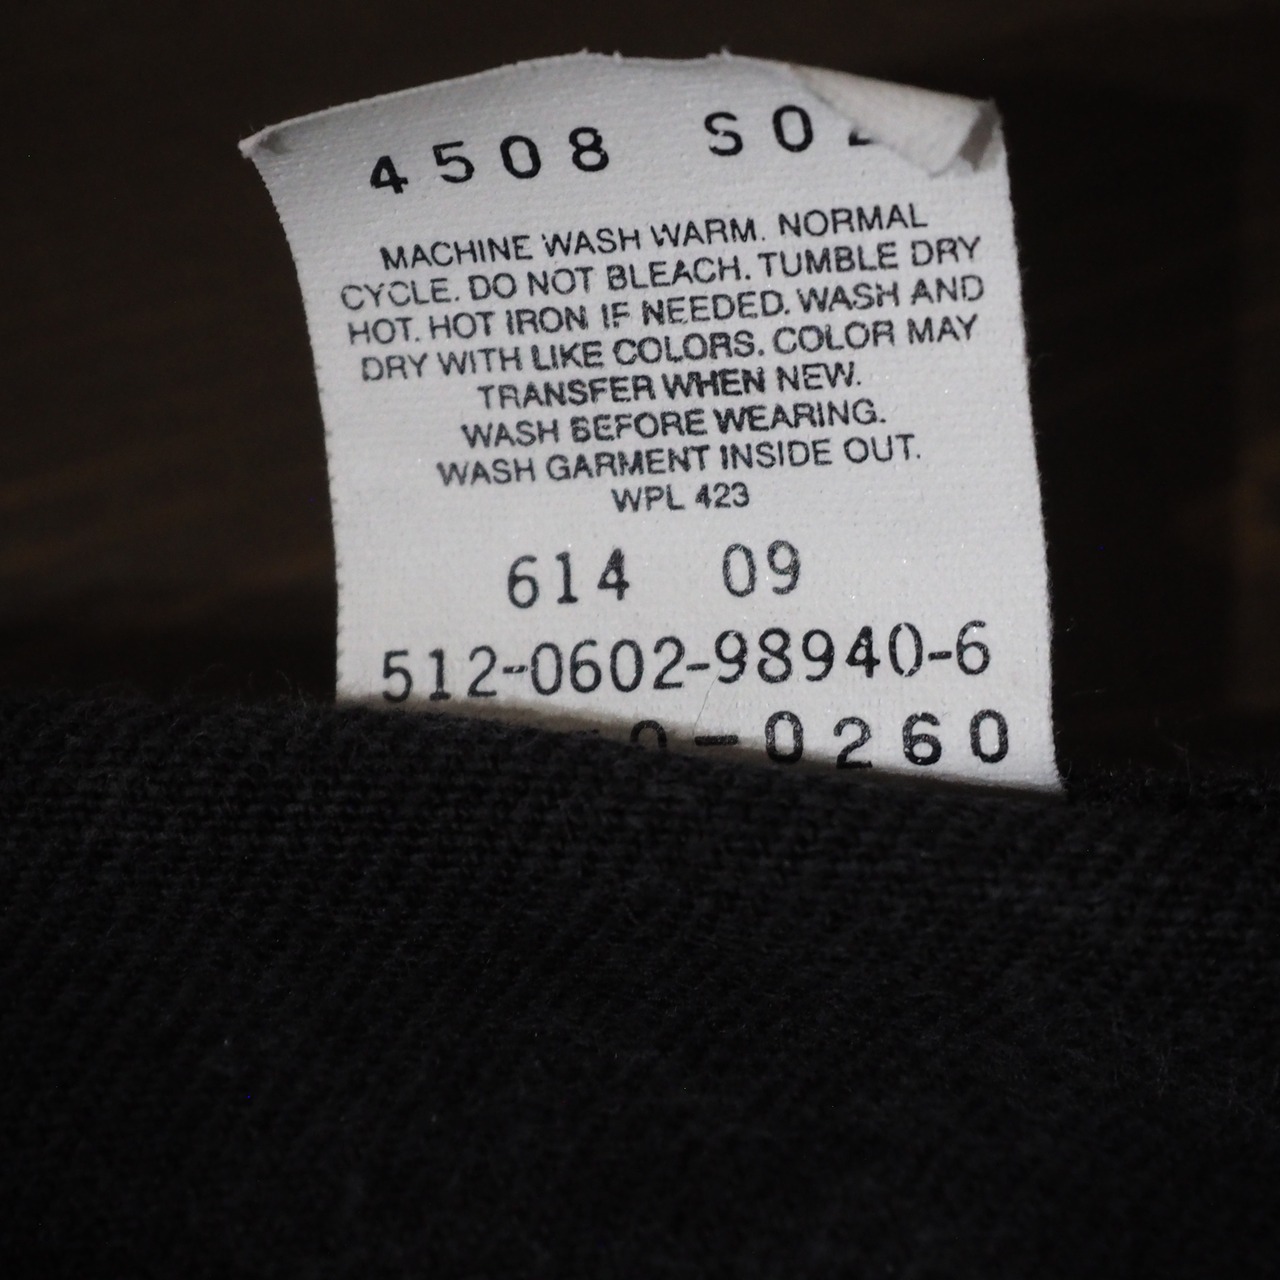 4508 S0
MACHINE WASH WARM. NORMAL
CYCLE. DO NOT BLEACH. TUMBLE DRY
HOT. HOT IRON IF NEEDED. WASH AND
DRY WITH LIKE COLORS. COLOR MAY
TRANSFER WHEN NEW.
WASH BEFORE WEARING.
WASH GARMENT INSIDE OUT.
WPL 423
614 09
512-0602-98940-6
-0260